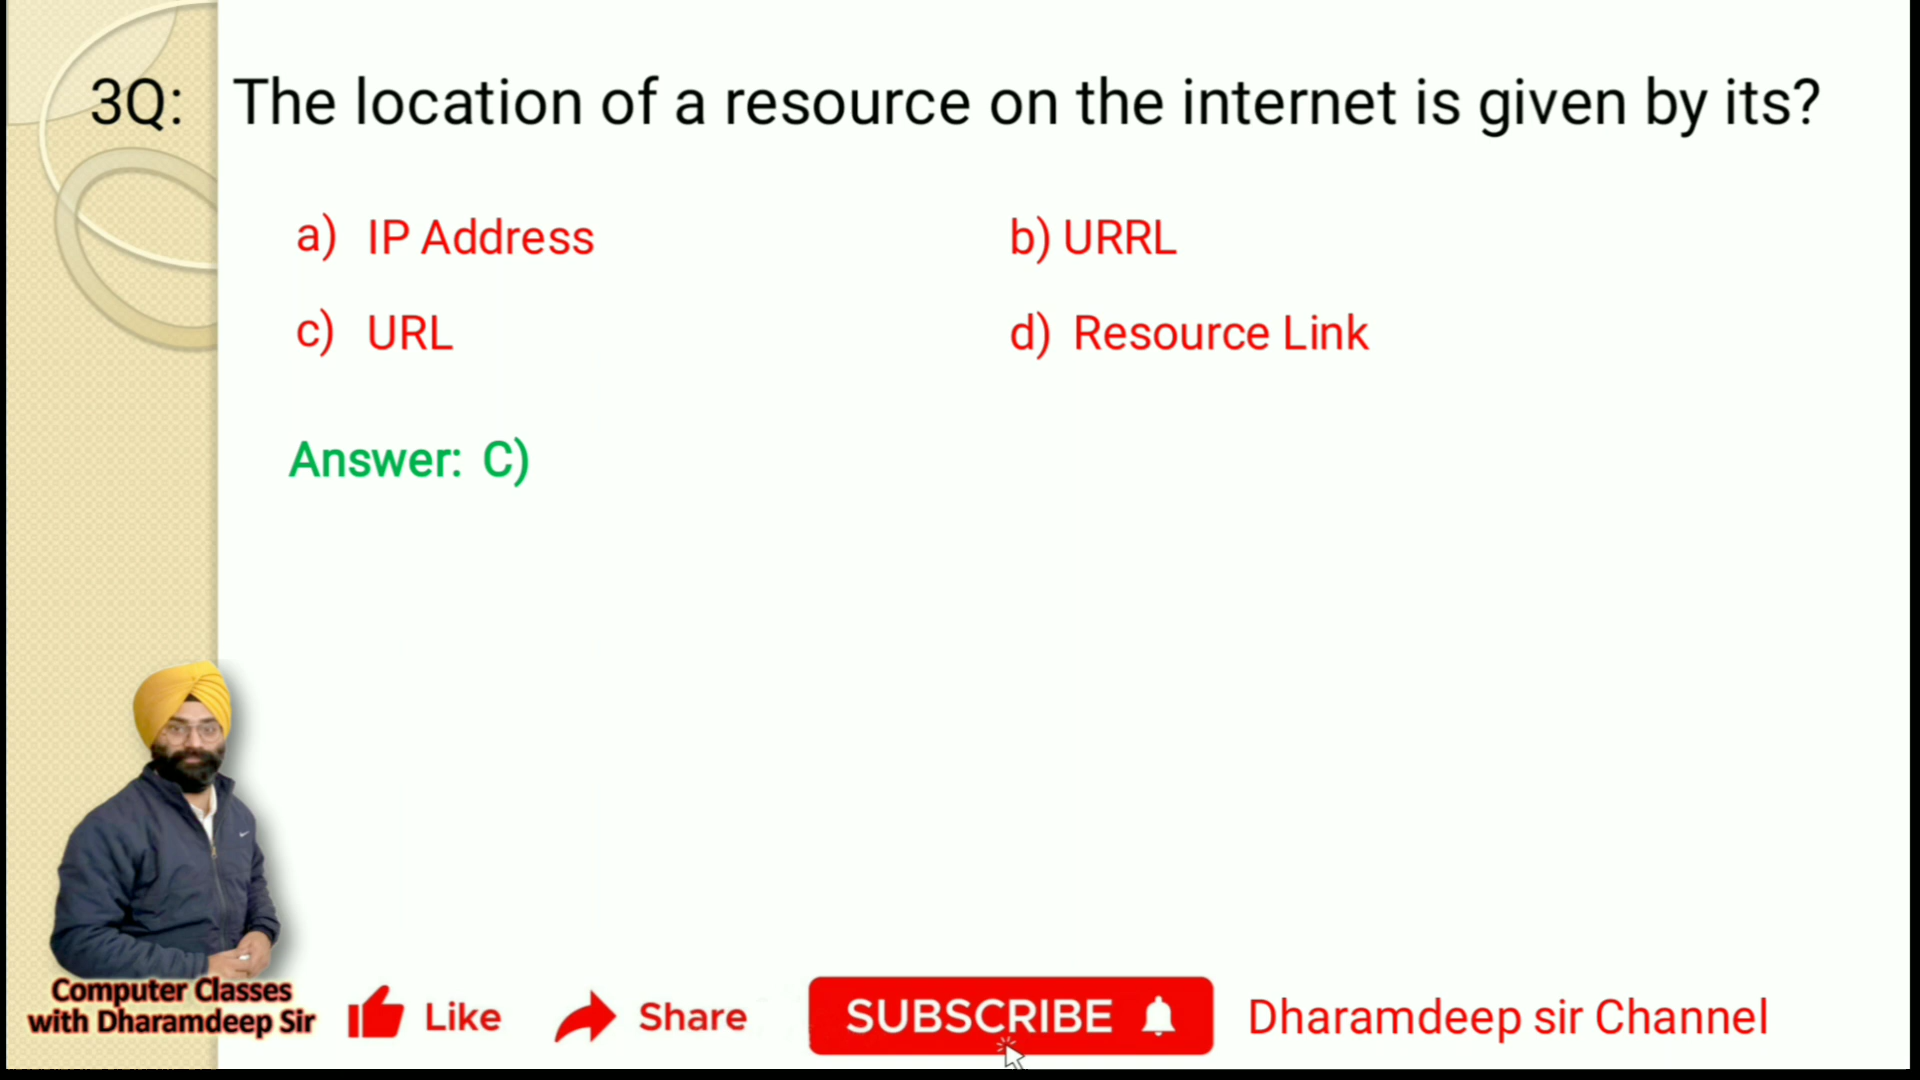 3Q: The location of a resource on the internet is given by its?
a) IP Address b) URRL
c) URL d) Resource Link
Answer: C)
Computer Classes
with Dharamdeep Sir
Like Share SUBSCRIBE Dharamdeep sir Channel